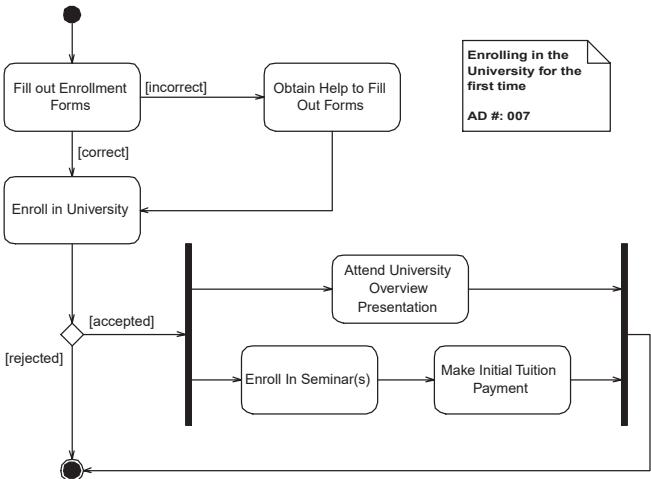 Fill out Enrollment
Forms
[incorrect]
Obtain Help to Fill
Out Forms
Enrolling in the
University for the
first time
AD #: 007
[correct]
Enroll in University
Attend University
Overview
Presentation
[accepted]
[rejected]
Enroll In Seminar(s)
Make Initial Tuition
Payment